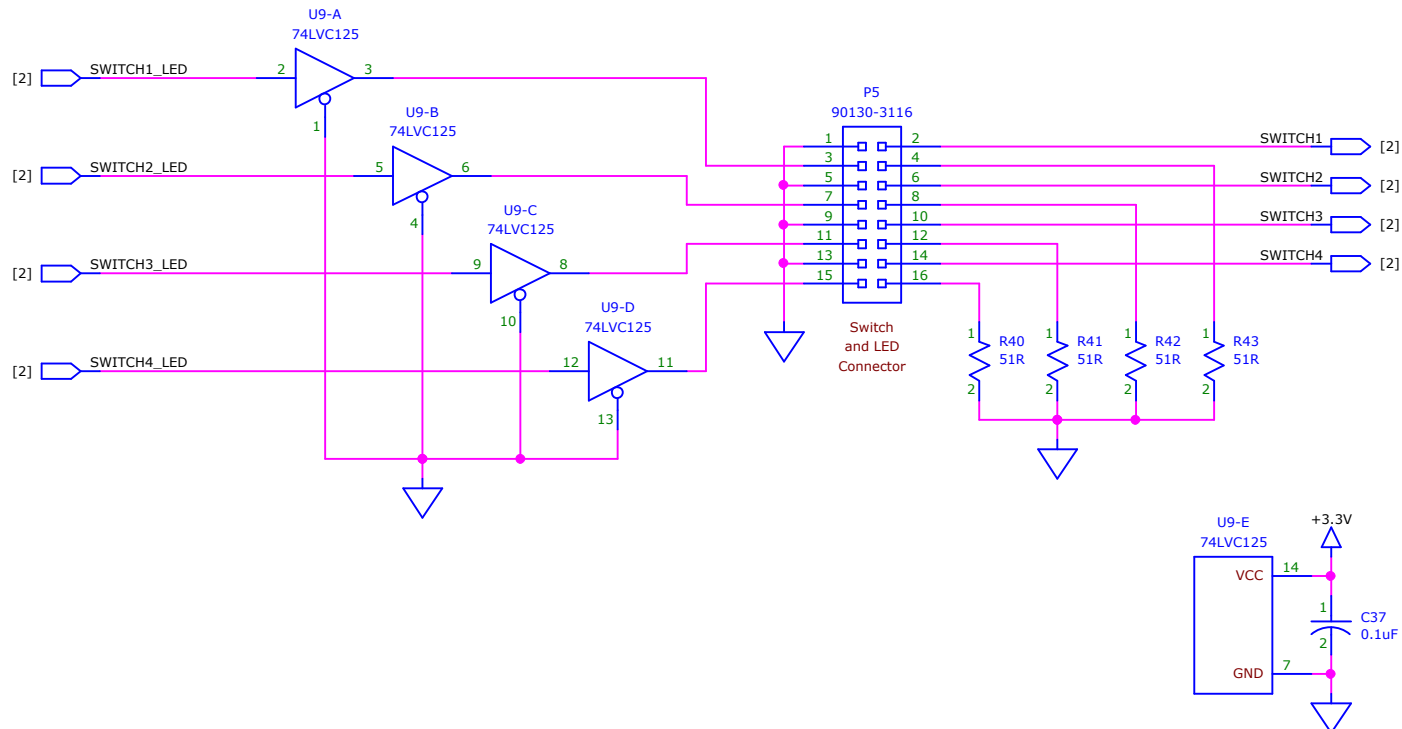 U9-A
74LVC125
[2] SWITCH1_LED 2 3
1
U9-B
74LVC125
[2] SWITCH2_LED 5 6
4
U9-C
74LVC125
[2] SWITCH3_LED 9 8
10
U9-D
74LVC125
[2] SWITCH4_LED 12 11
13
P5
90130-3116
1 2 SWITCH1 [2]
3 4
5 6 SWITCH2 [2]
7 8
9 10 SWITCH3 [2]
11 12
13 14 SWITCH4 [2]
15 16
Switch
and LED
Connector
1 R40 1 R41 1 R42 1 R43
51R 51R 51R 51R
2 2 2 2
U9-E
74LVC125
+3.3V
VCC 14
1 C37
0.1uF
2
GND 7